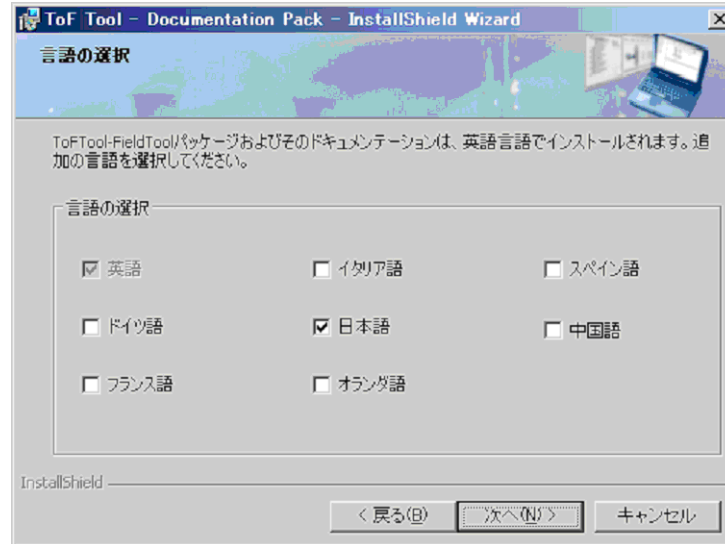 ToF Tool - Documentation Pack - InstallShield Wizard
言語の選択
ToFTool-FieldToolパッケージおよびそのドキュメンテーションは、英語言語でインストールされます。追
加の言語を選択してください。
言語の選択
英語 イタリア語 スペイン語
ドイツ語 日本語 中国語
フランス語 オランダ語
InstallShield
< 戻る(B) 次へ(N) > キャンセル